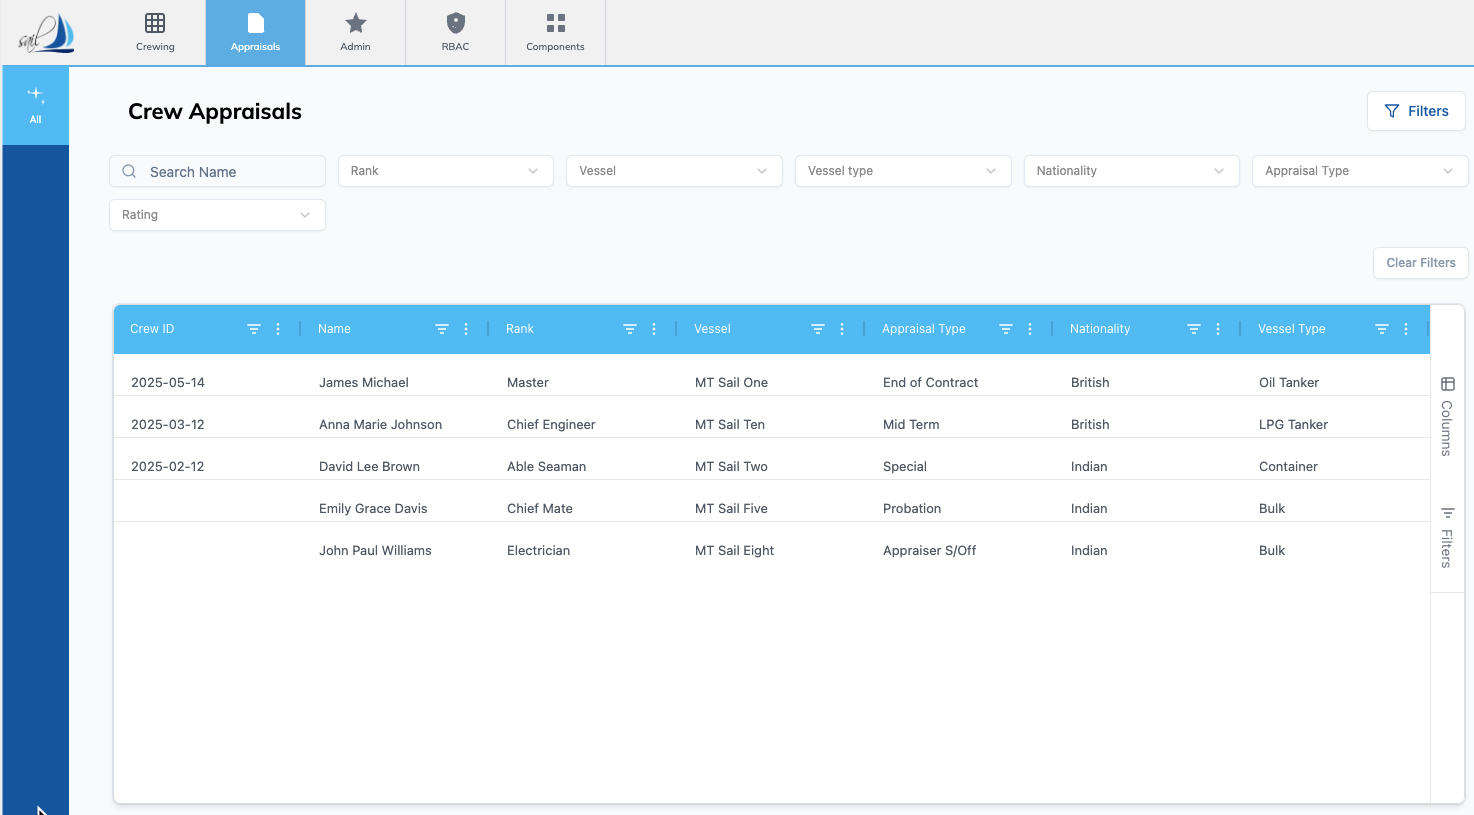 sail
Crewing
Appraisals
Admin
RBAC
Components
All
Crew Appraisals
Filters
Search Name
Rank
Vessel
Vessel type
Nationality
Appraisal Type
Rating
Clear Filters
Crew ID Name Rank Vessel Appraisal Type Nationality Vessel Type
2025-05-14 James Michael Master MT Sail One End of Contract British Oil Tanker
2025-03-12 Anna Marie Johnson Chief Engineer MT Sail Ten Mid Term British LPG Tanker
2025-02-12 David Lee Brown Able Seaman MT Sail Two Special Indian Container
Emily Grace Davis Chief Mate MT Sail Five Probation Indian Bulk
John Paul Williams Electrician MT Sail Eight Appraiser S/Off Indian Bulk
Columns
Filters